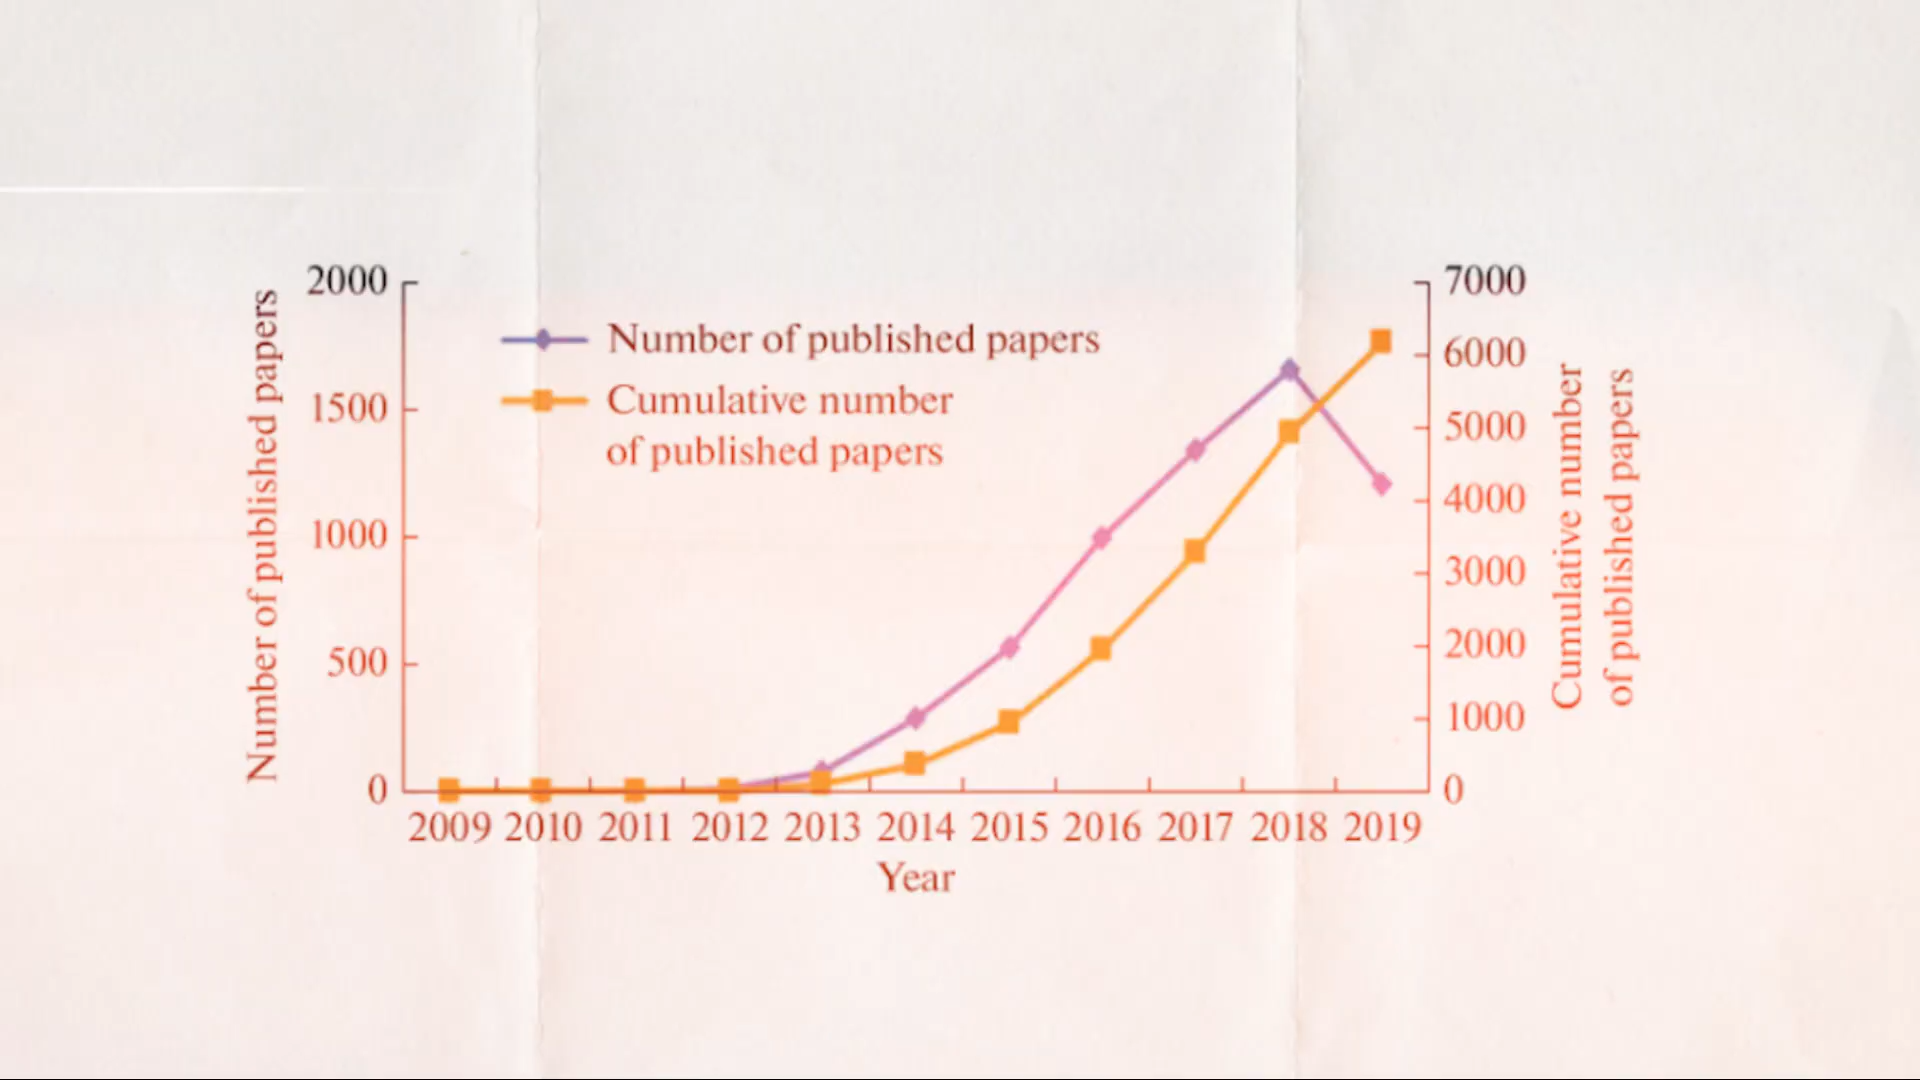 Number of published papers
2000
1500
1000
500
0
Number of published papers
Cumulative number
of published papers
7000
6000
5000
4000
3000
2000
1000
0
Cumulative number
of published papers
2009 2010 2011 2012 2013 2014 2015 2016 2017 2018 2019
Year